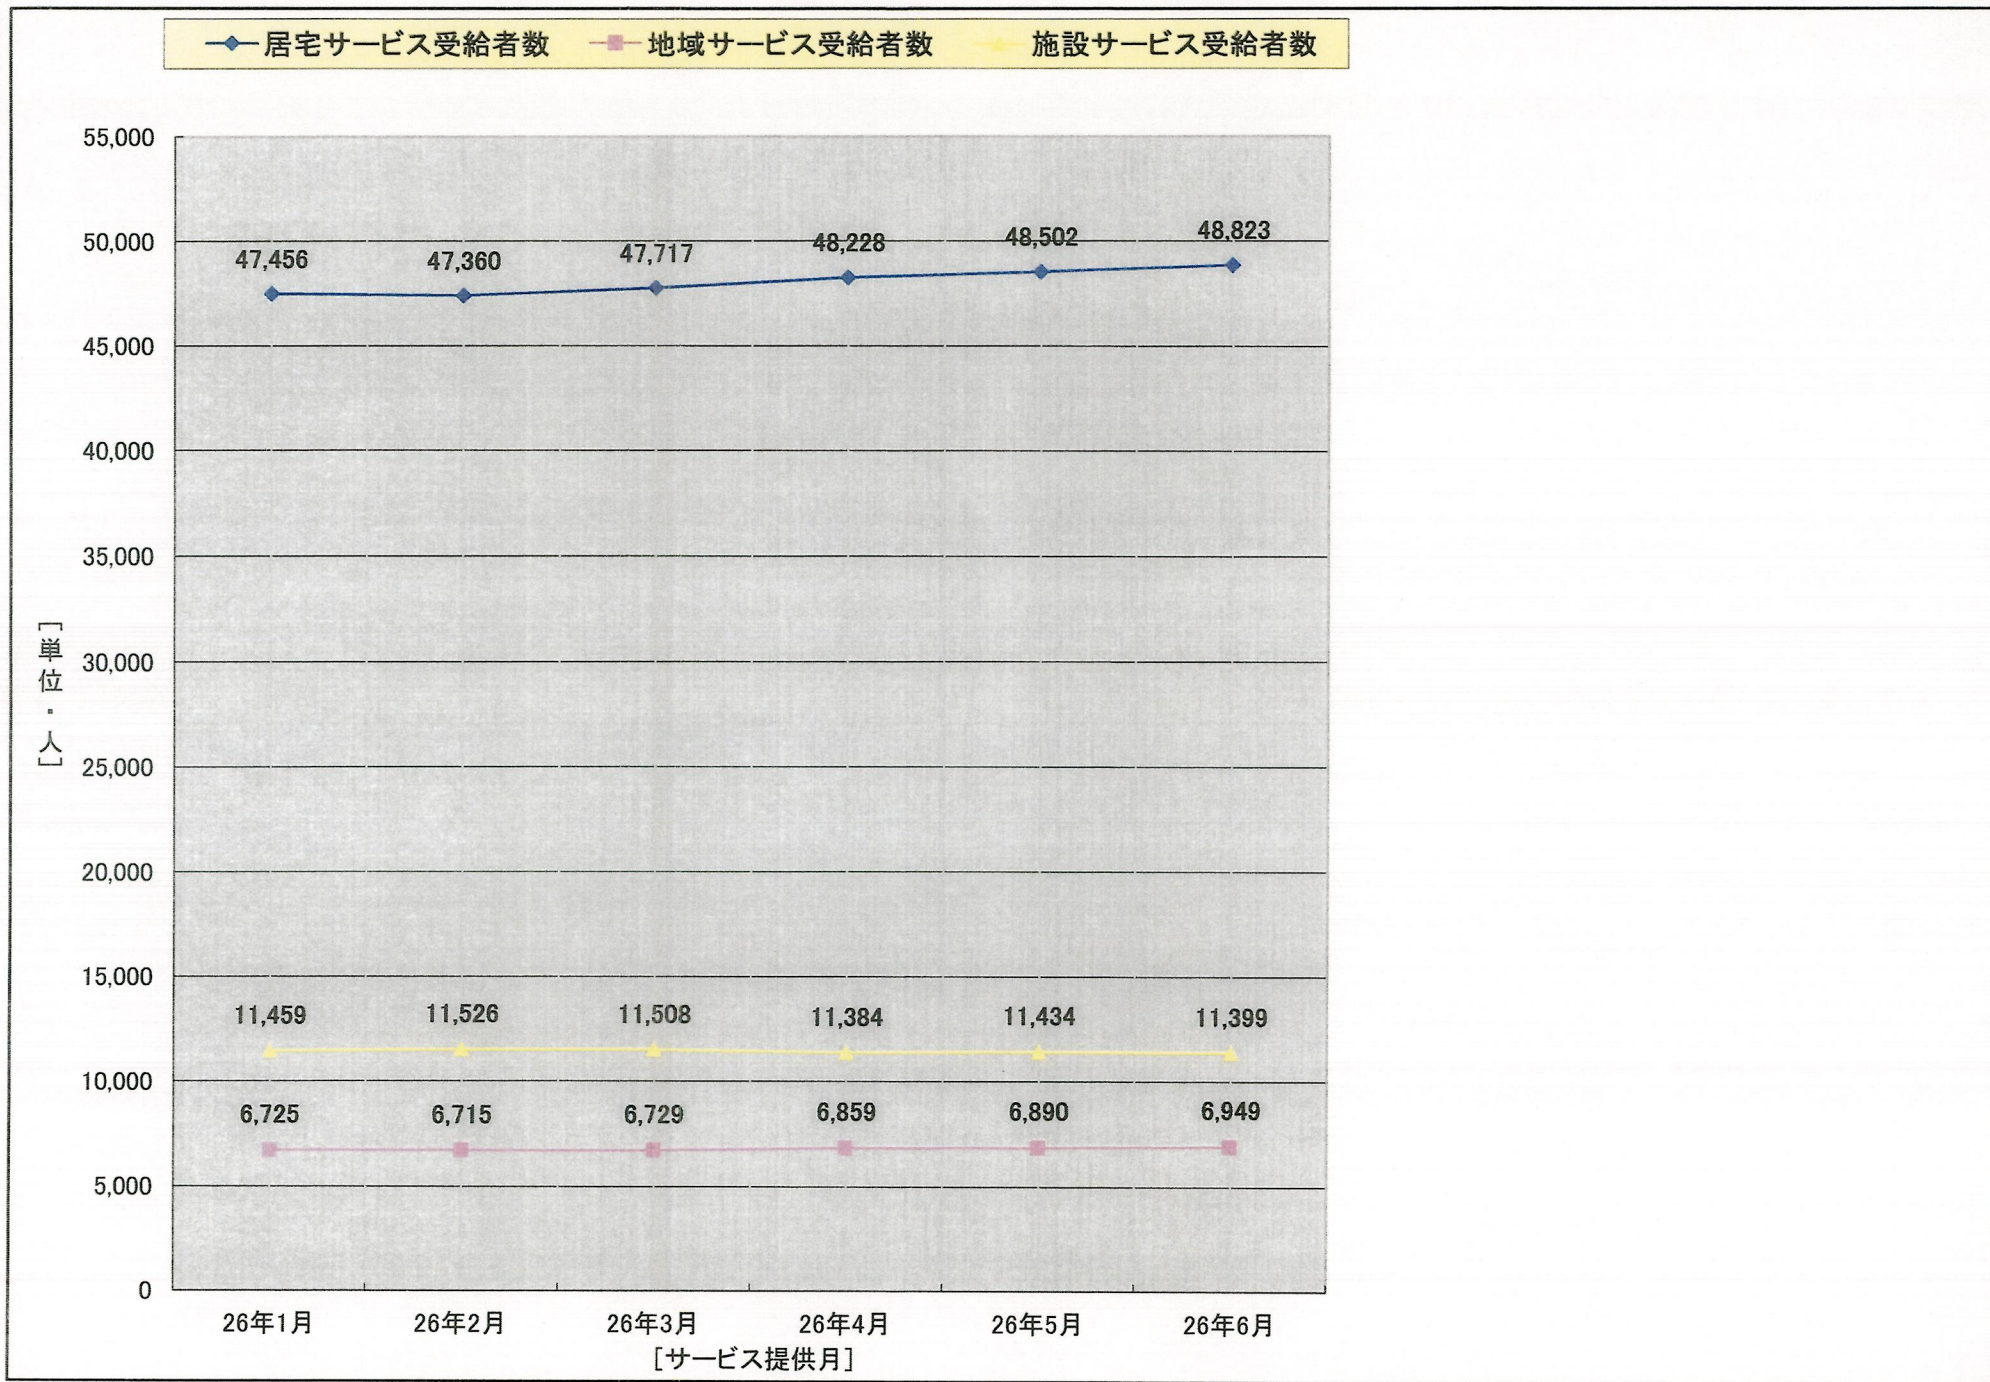 居宅サービス受給者数 地域サービス受給者数 施設サービス受給者数
55,000
50,000
45,000
40,000
35,000
30,000
25,000
20,000
15,000
10,000
5,000
0
[単位・人]
47,456 47,360 47,717 48,228 48,502 48,823
11,459 11,526 11,508 11,384 11,434 11,399
6,725 6,715 6,729 6,859 6,890 6,949
26年1月 26年2月 26年3月 26年4月 26年5月 26年6月
[サービス提供月]